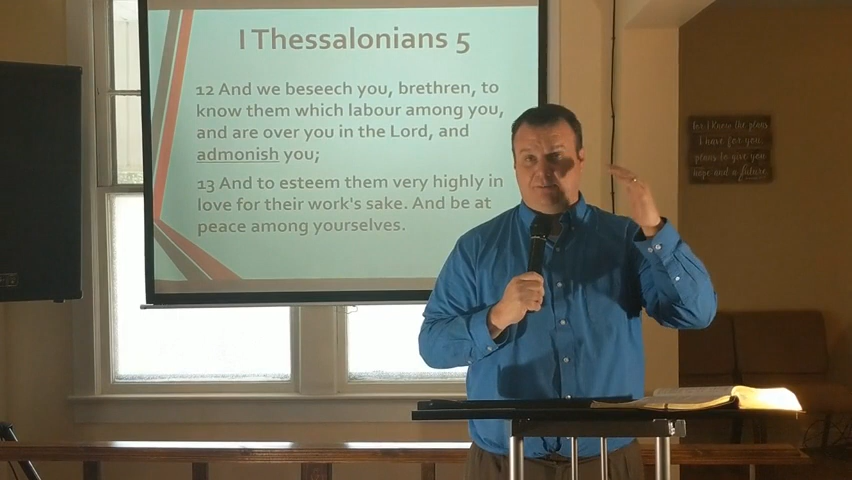 I Thessalonians 5
12 And we beseech you, brethren, to
know them which labour among you,
and are over you in the Lord, and
admonish you;
13 And to esteem them very highly in
love for their work's sake. And be at
peace among yourselves.
for I know the plans
I have for you,
plans to give you
hope and a future